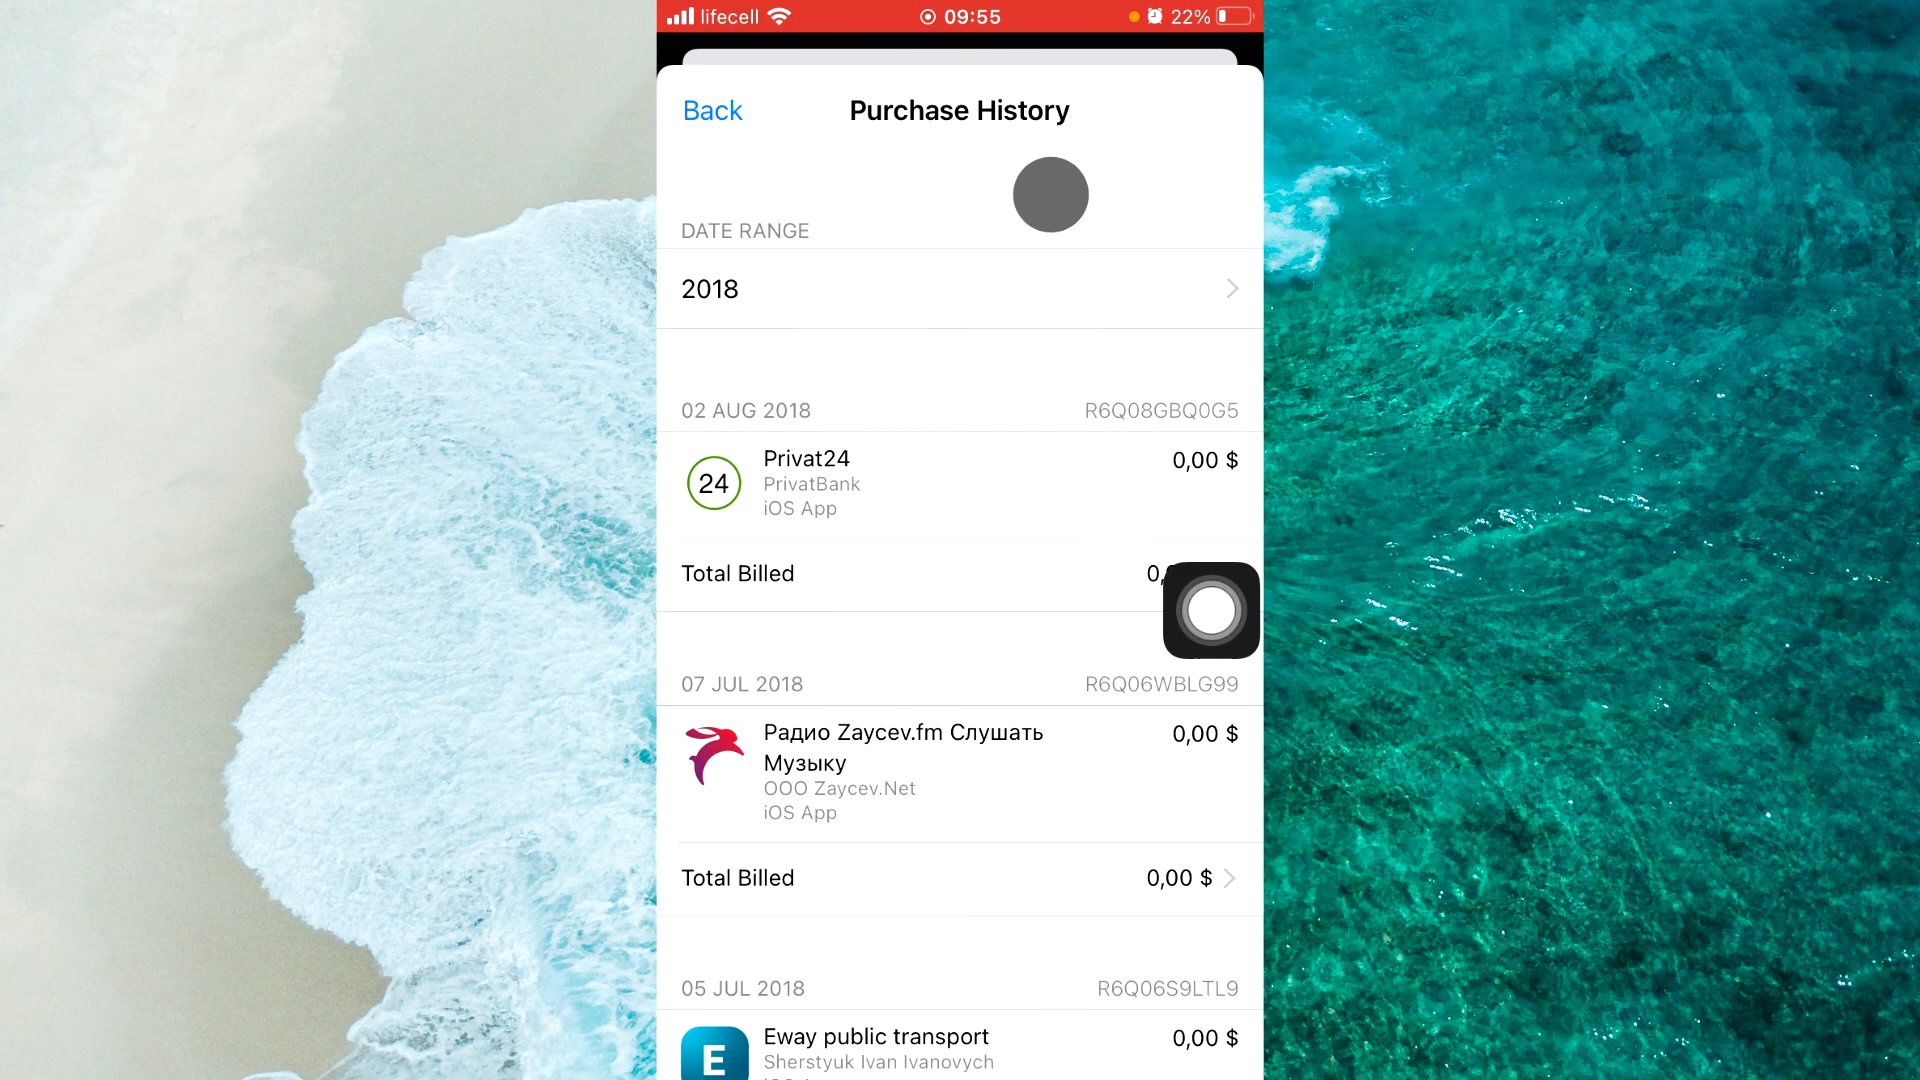 lifecell 09:55 22%
Back Purchase History
DATE RANGE
2018
02 AUG 2018 R6Q08GBQ0G5
24 Privat24 0,00 $
PrivatBank
iOS App
Total Billed 0,
07 JUL 2018 R6Q06WBLG99
Радио Zaycev.fm Слушать 0,00 $
Музыку
ООО Zaycev.Net
iOS App
Total Billed 0,00 $
05 JUL 2018 R6Q06S9LTL9
E Eway public transport 0,00 $
Sherstyuk Ivan Ivanovych